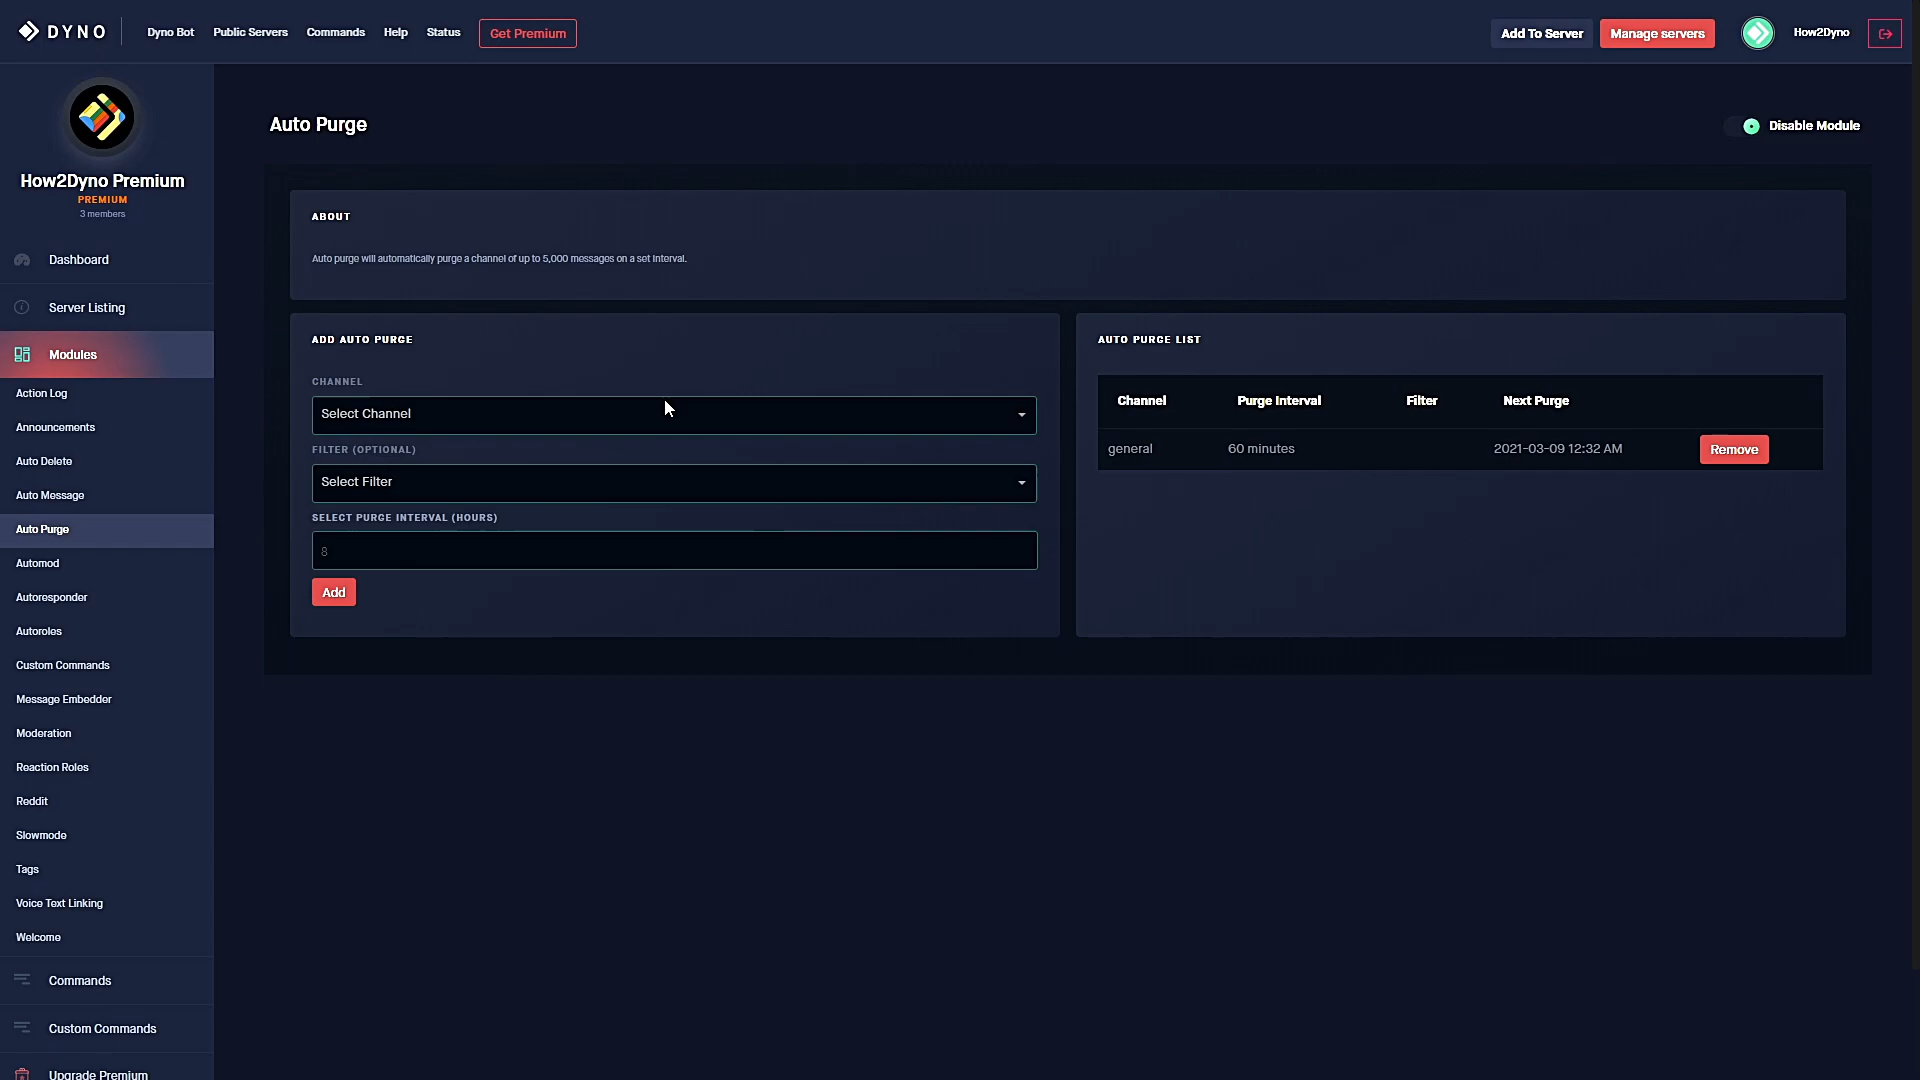 DYNO
Dyno Bot
Public Servers
Commands
Help
Status
Get Premium
Add To Server
Manage servers
How2Dyno
How2Dyno Premium
PREMIUM
3 members
Dashboard
Server Listing
Modules
Action Log
Announcements
Auto Delete
Auto Message
Auto Purge
Automod
Autoresponder
Autoroles
Custom Commands
Message Embedder
Moderation
Reaction Roles
Reddit
Slowmode
Tags
Voice Text Linking
Welcome
Commands
Custom Commands
Upgrade Premium
Auto Purge
Disable Module
ABOUT
Auto purge will automatically purge a channel of up to 5,000 messages on a set interval.
ADD AUTO PURGE
CHANNEL
Select Channel
FILTER (OPTIONAL)
Select Filter
SELECT PURGE INTERVAL (HOURS)
8
Add
AUTO PURGE LIST
Channel Purge Interval Filter Next Purge
general 60 minutes 2021-03-09 12:32 AM Remove